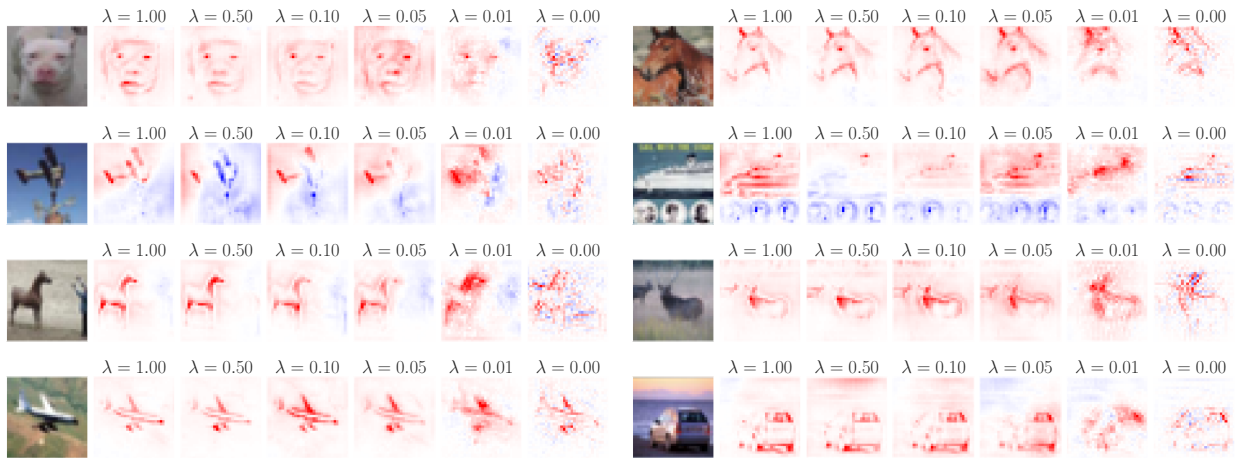 λ = 1.00 λ = 0.50 λ = 0.10 λ = 0.05 λ = 0.01 λ = 0.00 λ = 1.00 λ = 0.50 λ = 0.10 λ = 0.05 λ = 0.01 λ = 0.00
λ = 1.00 λ = 0.50 λ = 0.10 λ = 0.05 λ = 0.01 λ = 0.00 λ = 1.00 λ = 0.50 λ = 0.10 λ = 0.05 λ = 0.01 λ = 0.00
WITH THE
λ = 1.00 λ = 0.50 λ = 0.10 λ = 0.05 λ = 0.01 λ = 0.00 λ = 1.00 λ = 0.50 λ = 0.10 λ = 0.05 λ = 0.01 λ = 0.00
λ = 1.00 λ = 0.50 λ = 0.10 λ = 0.05 λ = 0.01 λ = 0.00 λ = 1.00 λ = 0.50 λ = 0.10 λ = 0.05 λ = 0.01 λ = 0.00